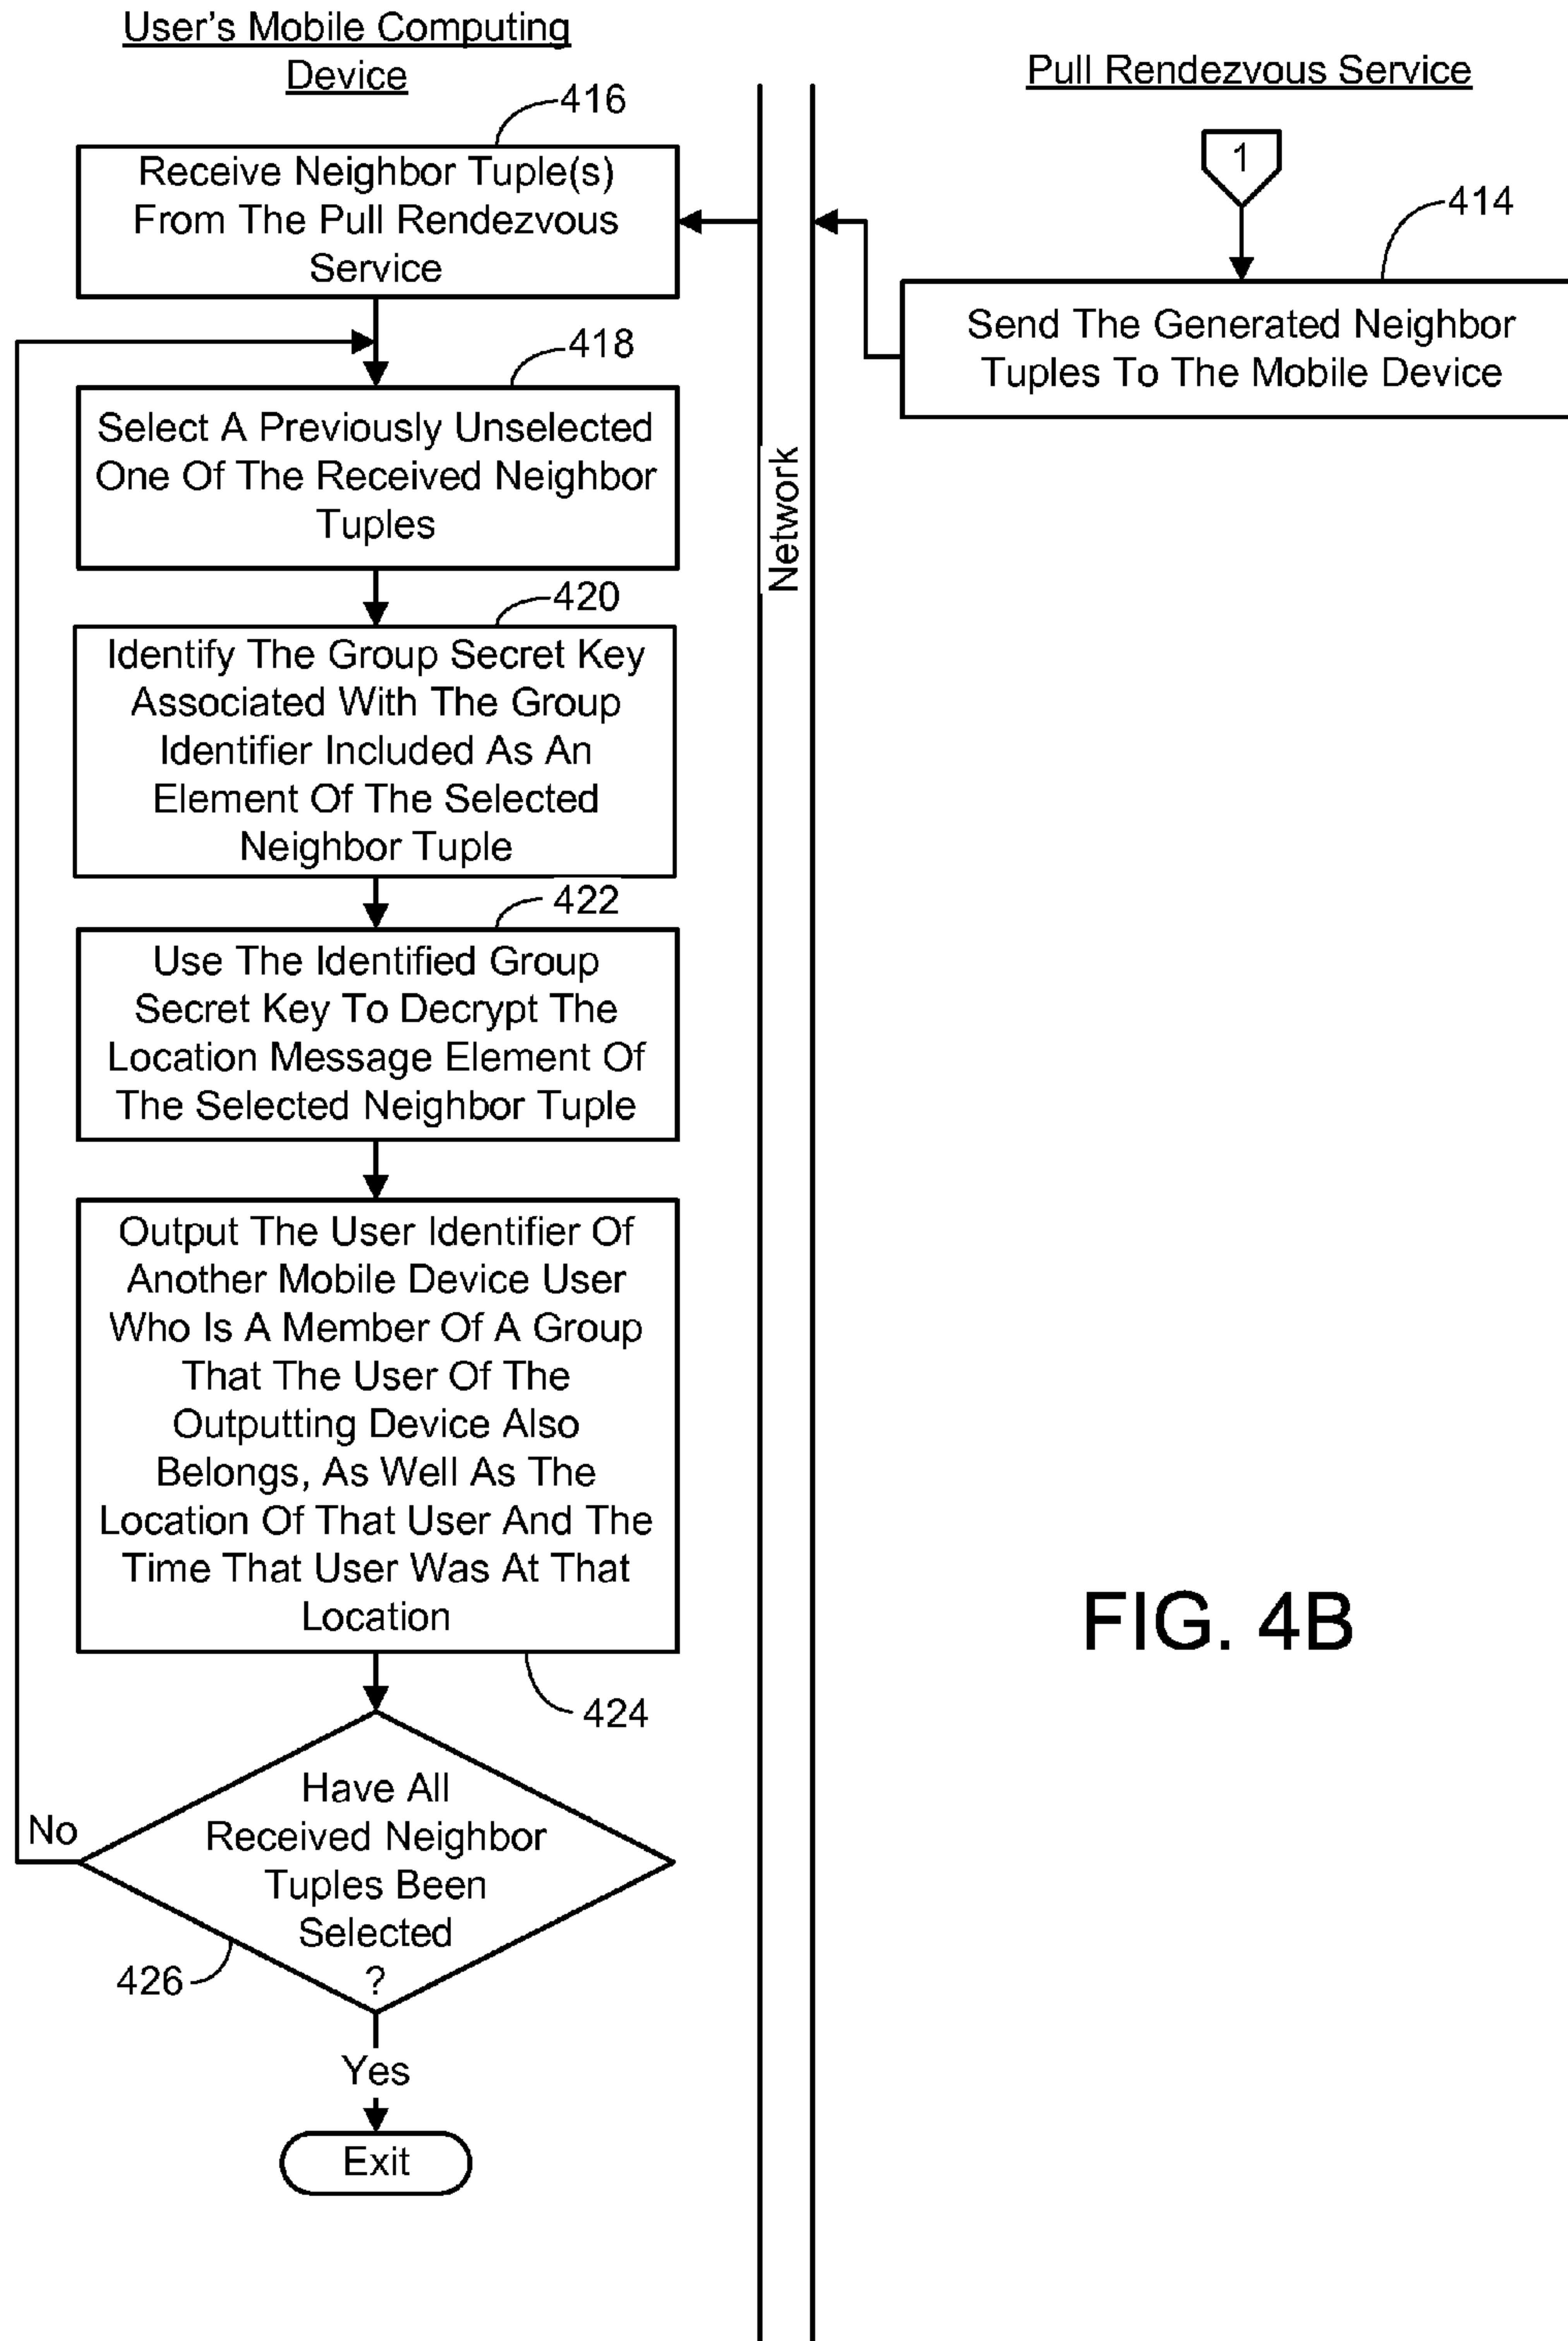 User's Mobile Computing
Device
416
Receive Neighbor Tuple(s)
From The Pull Rendezvous
Service
418
Select A Previously Unselected
One Of The Received Neighbor
Tuples
420
Identify The Group Secret Key
Associated With The Group
Identifier Included As An
Element Of The Selected
Neighbor Tuple
422
Use The Identified Group
Secret Key To Decrypt The
Location Message Element Of
The Selected Neighbor Tuple
Output The User Identifier Of
Another Mobile Device User
Who Is A Member Of A Group
That The User Of The
Outputting Device Also
Belongs, As Well As The
Location Of That User And The
Time That User Was At That
Location
424
Have All
Received Neighbor
Tuples Been
Selected
?
No
426
Yes
Exit
Network
Pull Rendezvous Service
1
414
Send The Generated Neighbor
Tuples To The Mobile Device
FIG. 4B